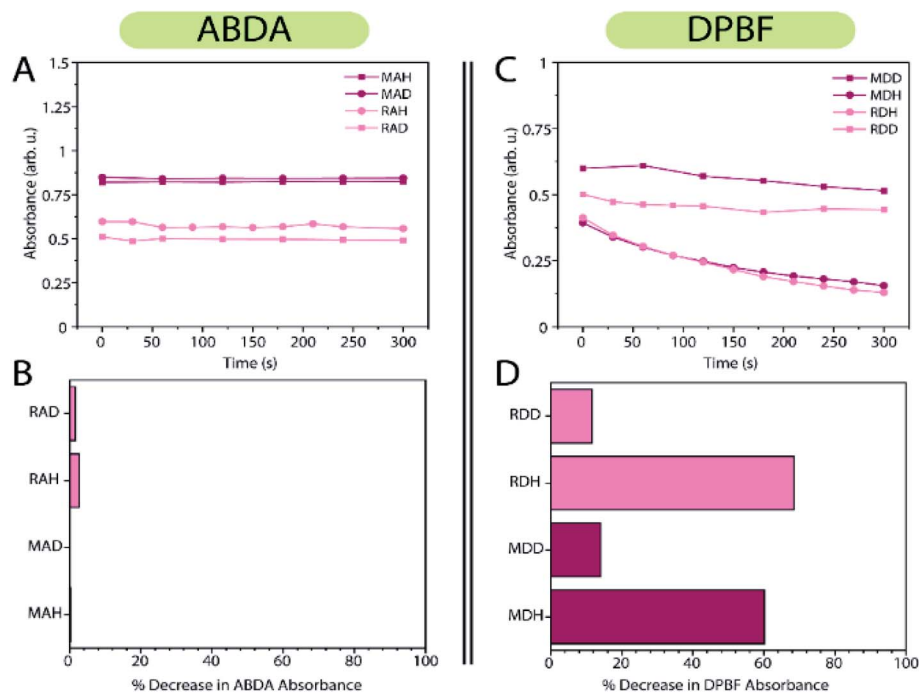 ABDA
DPBF
A
1.5
1.25
1
0.75
0.5
0.25
0
Absorbance (arb. u.)
MAH
MAD
RAH
RAD
0 50 100 150 200 250 300
Time (s)
C
1
0.75
0.5
0.25
0
Absorbance (arb. u.)
MDD
MDH
RDH
RDD
0 50 100 150 200 250 300
Time (s)
B
RAD
RAH
MAD
MAH
0 20 40 60 80 100
% Decrease in ABDA Absorbance
D
RDD
RDH
MDD
MDH
0 20 40 60 80 100
% Decrease in DPBF Absorbance